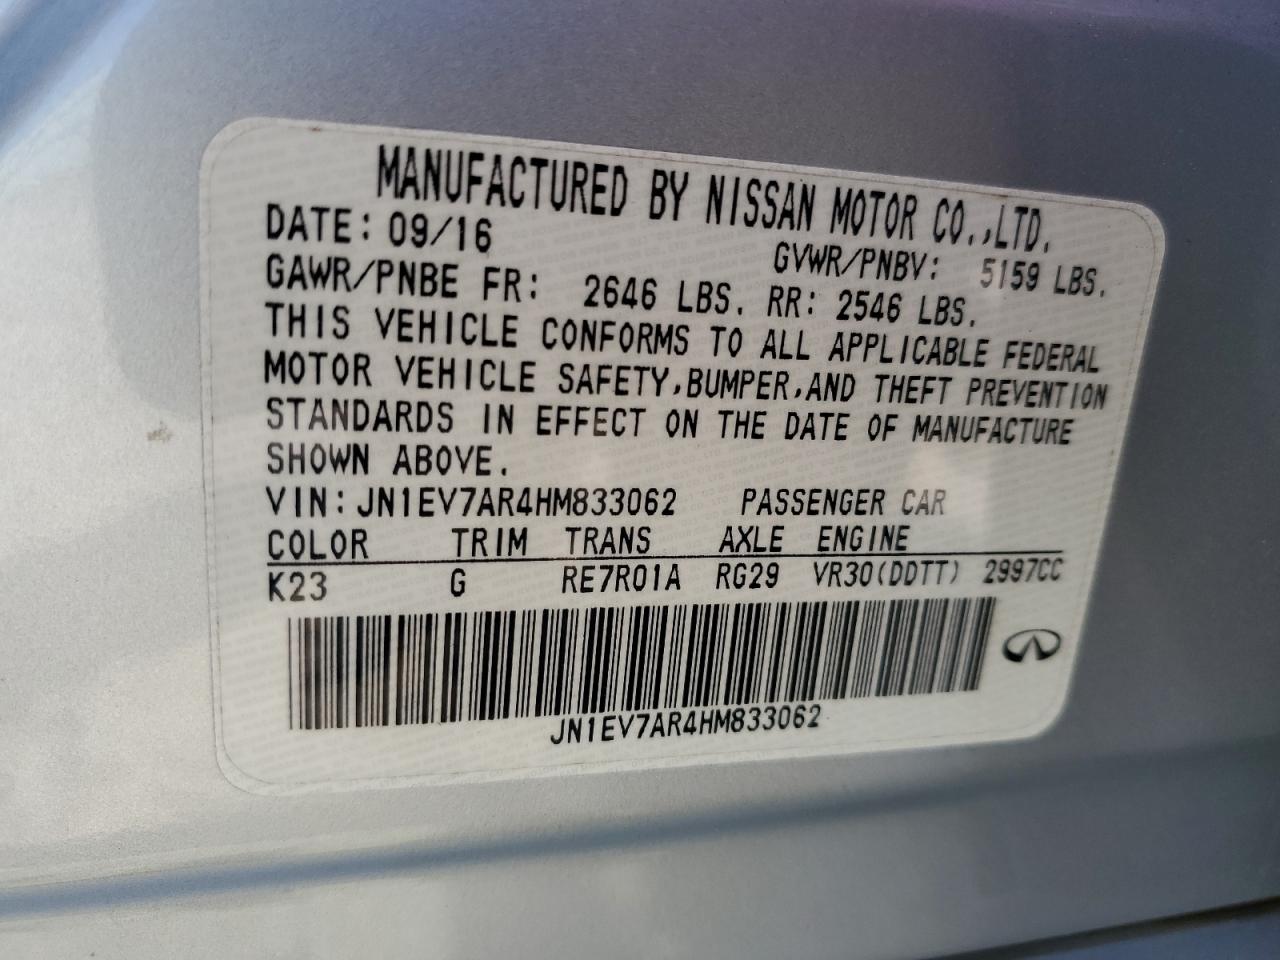 MANUFACTURED BY NISSAN MOTOR CO.,LTD.
DATE: 09/16 GVWR/PNBV: 5159 LBS.
GAWR/PNBE FR: 2646 LBS. RR: 2546 LBS.
THIS VEHICLE CONFORMS TO ALL APPLICABLE FEDERAL
MOTOR VEHICLE SAFETY,BUMPER,AND THEFT PREVENTION
STANDARDS IN EFFECT ON THE DATE OF MANUFACTURE
SHOWN ABOVE.
VIN:JN1EV7AR4HM833062 PASSENGER CAR
COLOR TRIM TRANS AXLE ENGINE
K23 G RE7R01A RG29 VR30(DDTT) 2997CC
JN1EV7AR4HM833062